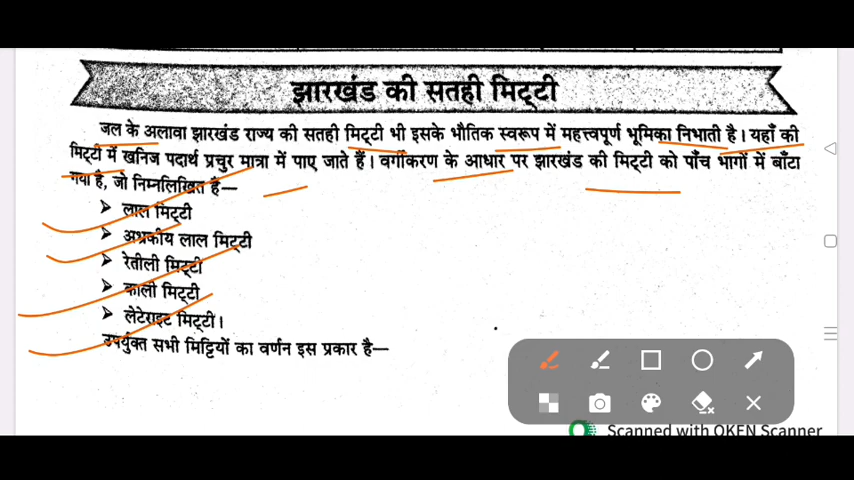 झारखंड की सतही मिट्टी
जल के अलावा झारखंड राज्य की सतही मिट्टी भी इसके भौतिक स्वरूप में महत्त्वपूर्ण भूमिका निभाती है। यहाँ की
मिट्टी में खनिज पदार्थ प्रचुर मात्रा में पाए जाते हैं। वर्गीकरण के आधार पर झारखंड की मिट्टी को पाँच भागों में बाँटा
गया है, जो निम्नलिखित हैं—
➤ लाल मिट्टी
➤ अभ्रकीय लाल मिट्टी
➤ रेतीली मिट्टी
➤ काली मिट्टी
➤ लेटेराइट मिट्टी।
उपर्युक्त सभी मिट्टियों का वर्णन इस प्रकार है—
Scanned with OKEN Scanner